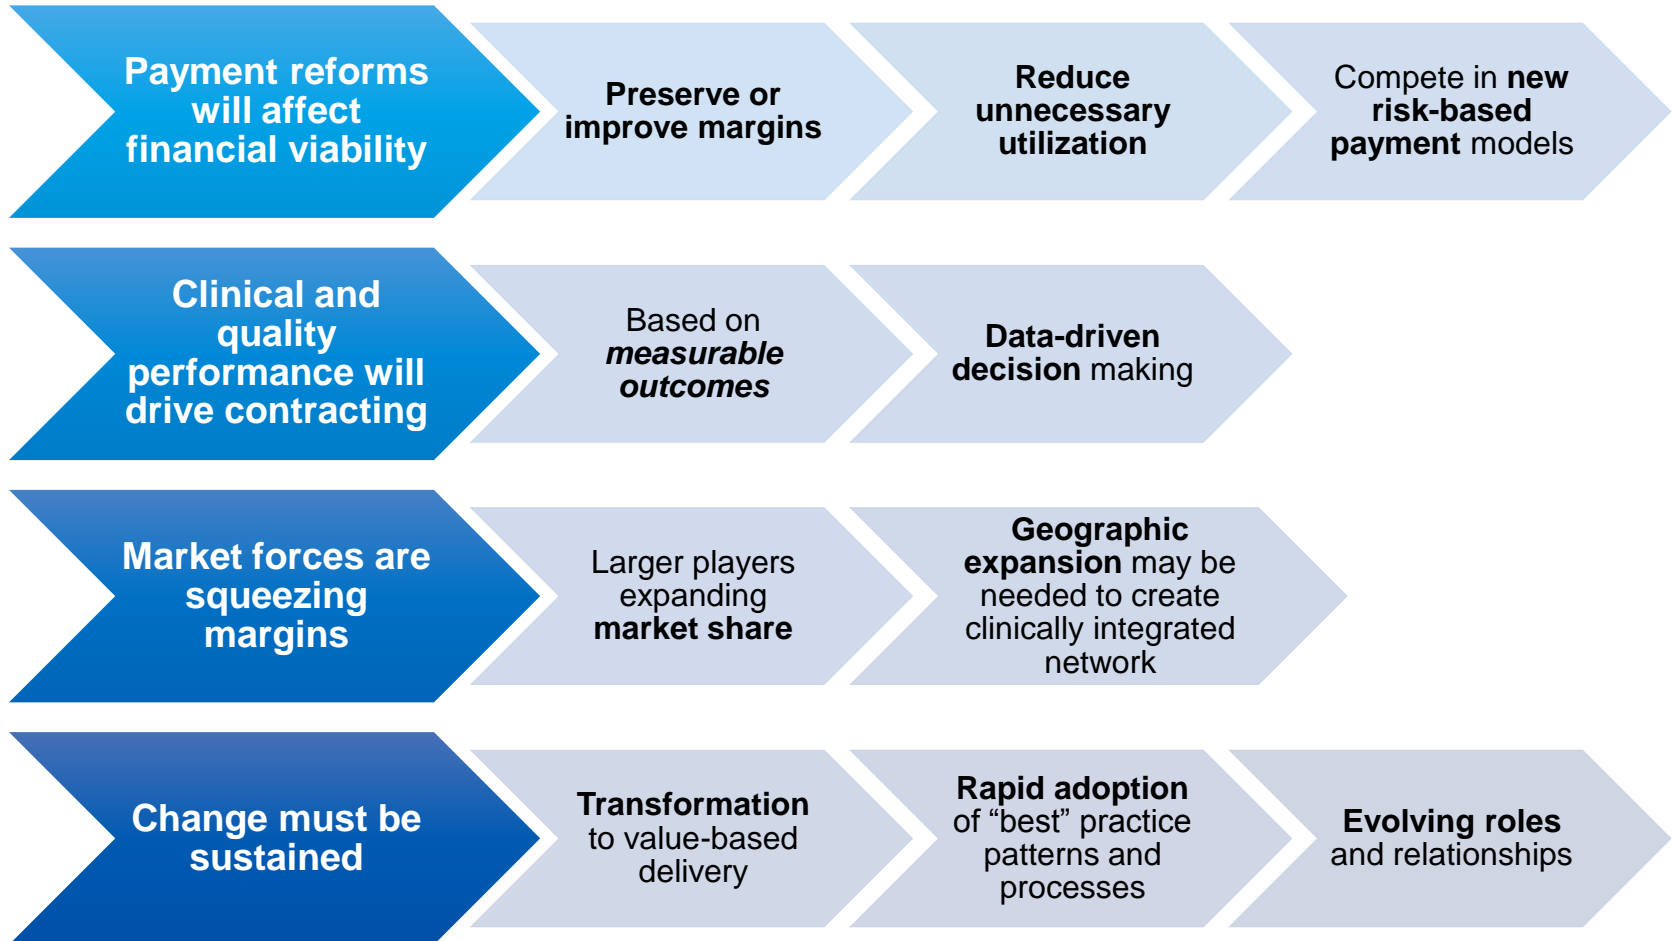 Payment reforms
will affect
financial viability
Preserve or
improve margins
Reduce
unnecessary
utilization
Compete in new
risk-based
payment models
Clinical and
quality
performance will
drive contracting
Based on
measurable
outcomes
Data-driven
decision making
Market forces are
squeezing
margins
Larger players
expanding
market share
Geographic
expansion may be
needed to create
clinically integrated
network
Change must be
sustained
Transformation
to value-based
delivery
Rapid adoption
of “best” practice
patterns and
processes
Evolving roles
and relationships